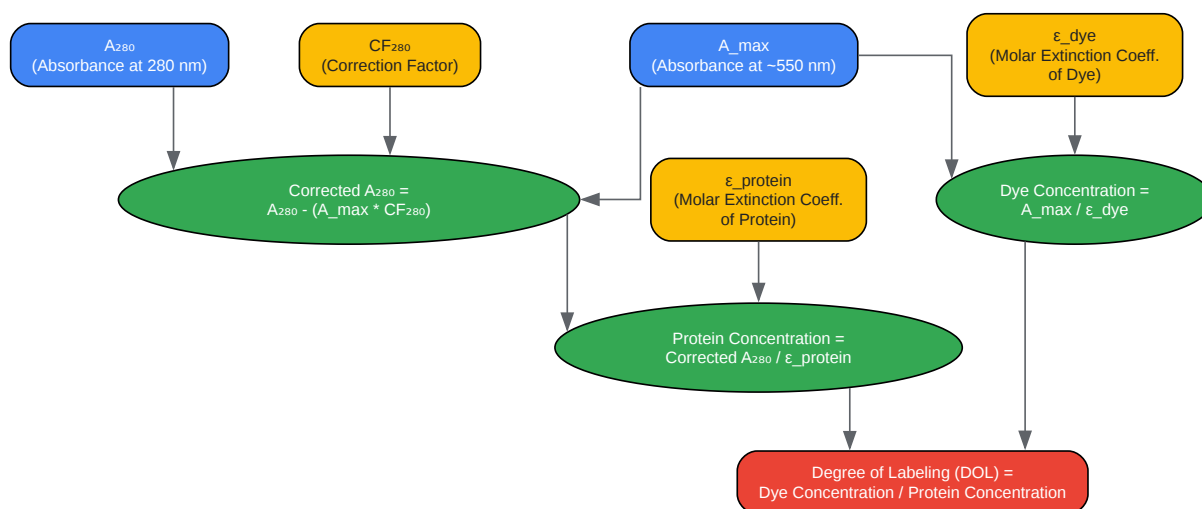 A₂₈₀
(Absorbance at 280 nm)
CF₂₈₀
(Correction Factor)
A_max
(Absorbance at ~550 nm)
ε_dye
(Molar Extinction Coeff.
of Dye)
Corrected A₂₈₀ =
A₂₈₀ - (A_max * CF₂₈₀)
ε_protein
(Molar Extinction Coeff.
of Protein)
Dye Concentration =
A_max / ε_dye
Protein Concentration =
Corrected A₂₈₀ / ε_protein
Degree of Labeling (DOL) =
Dye Concentration / Protein Concentration